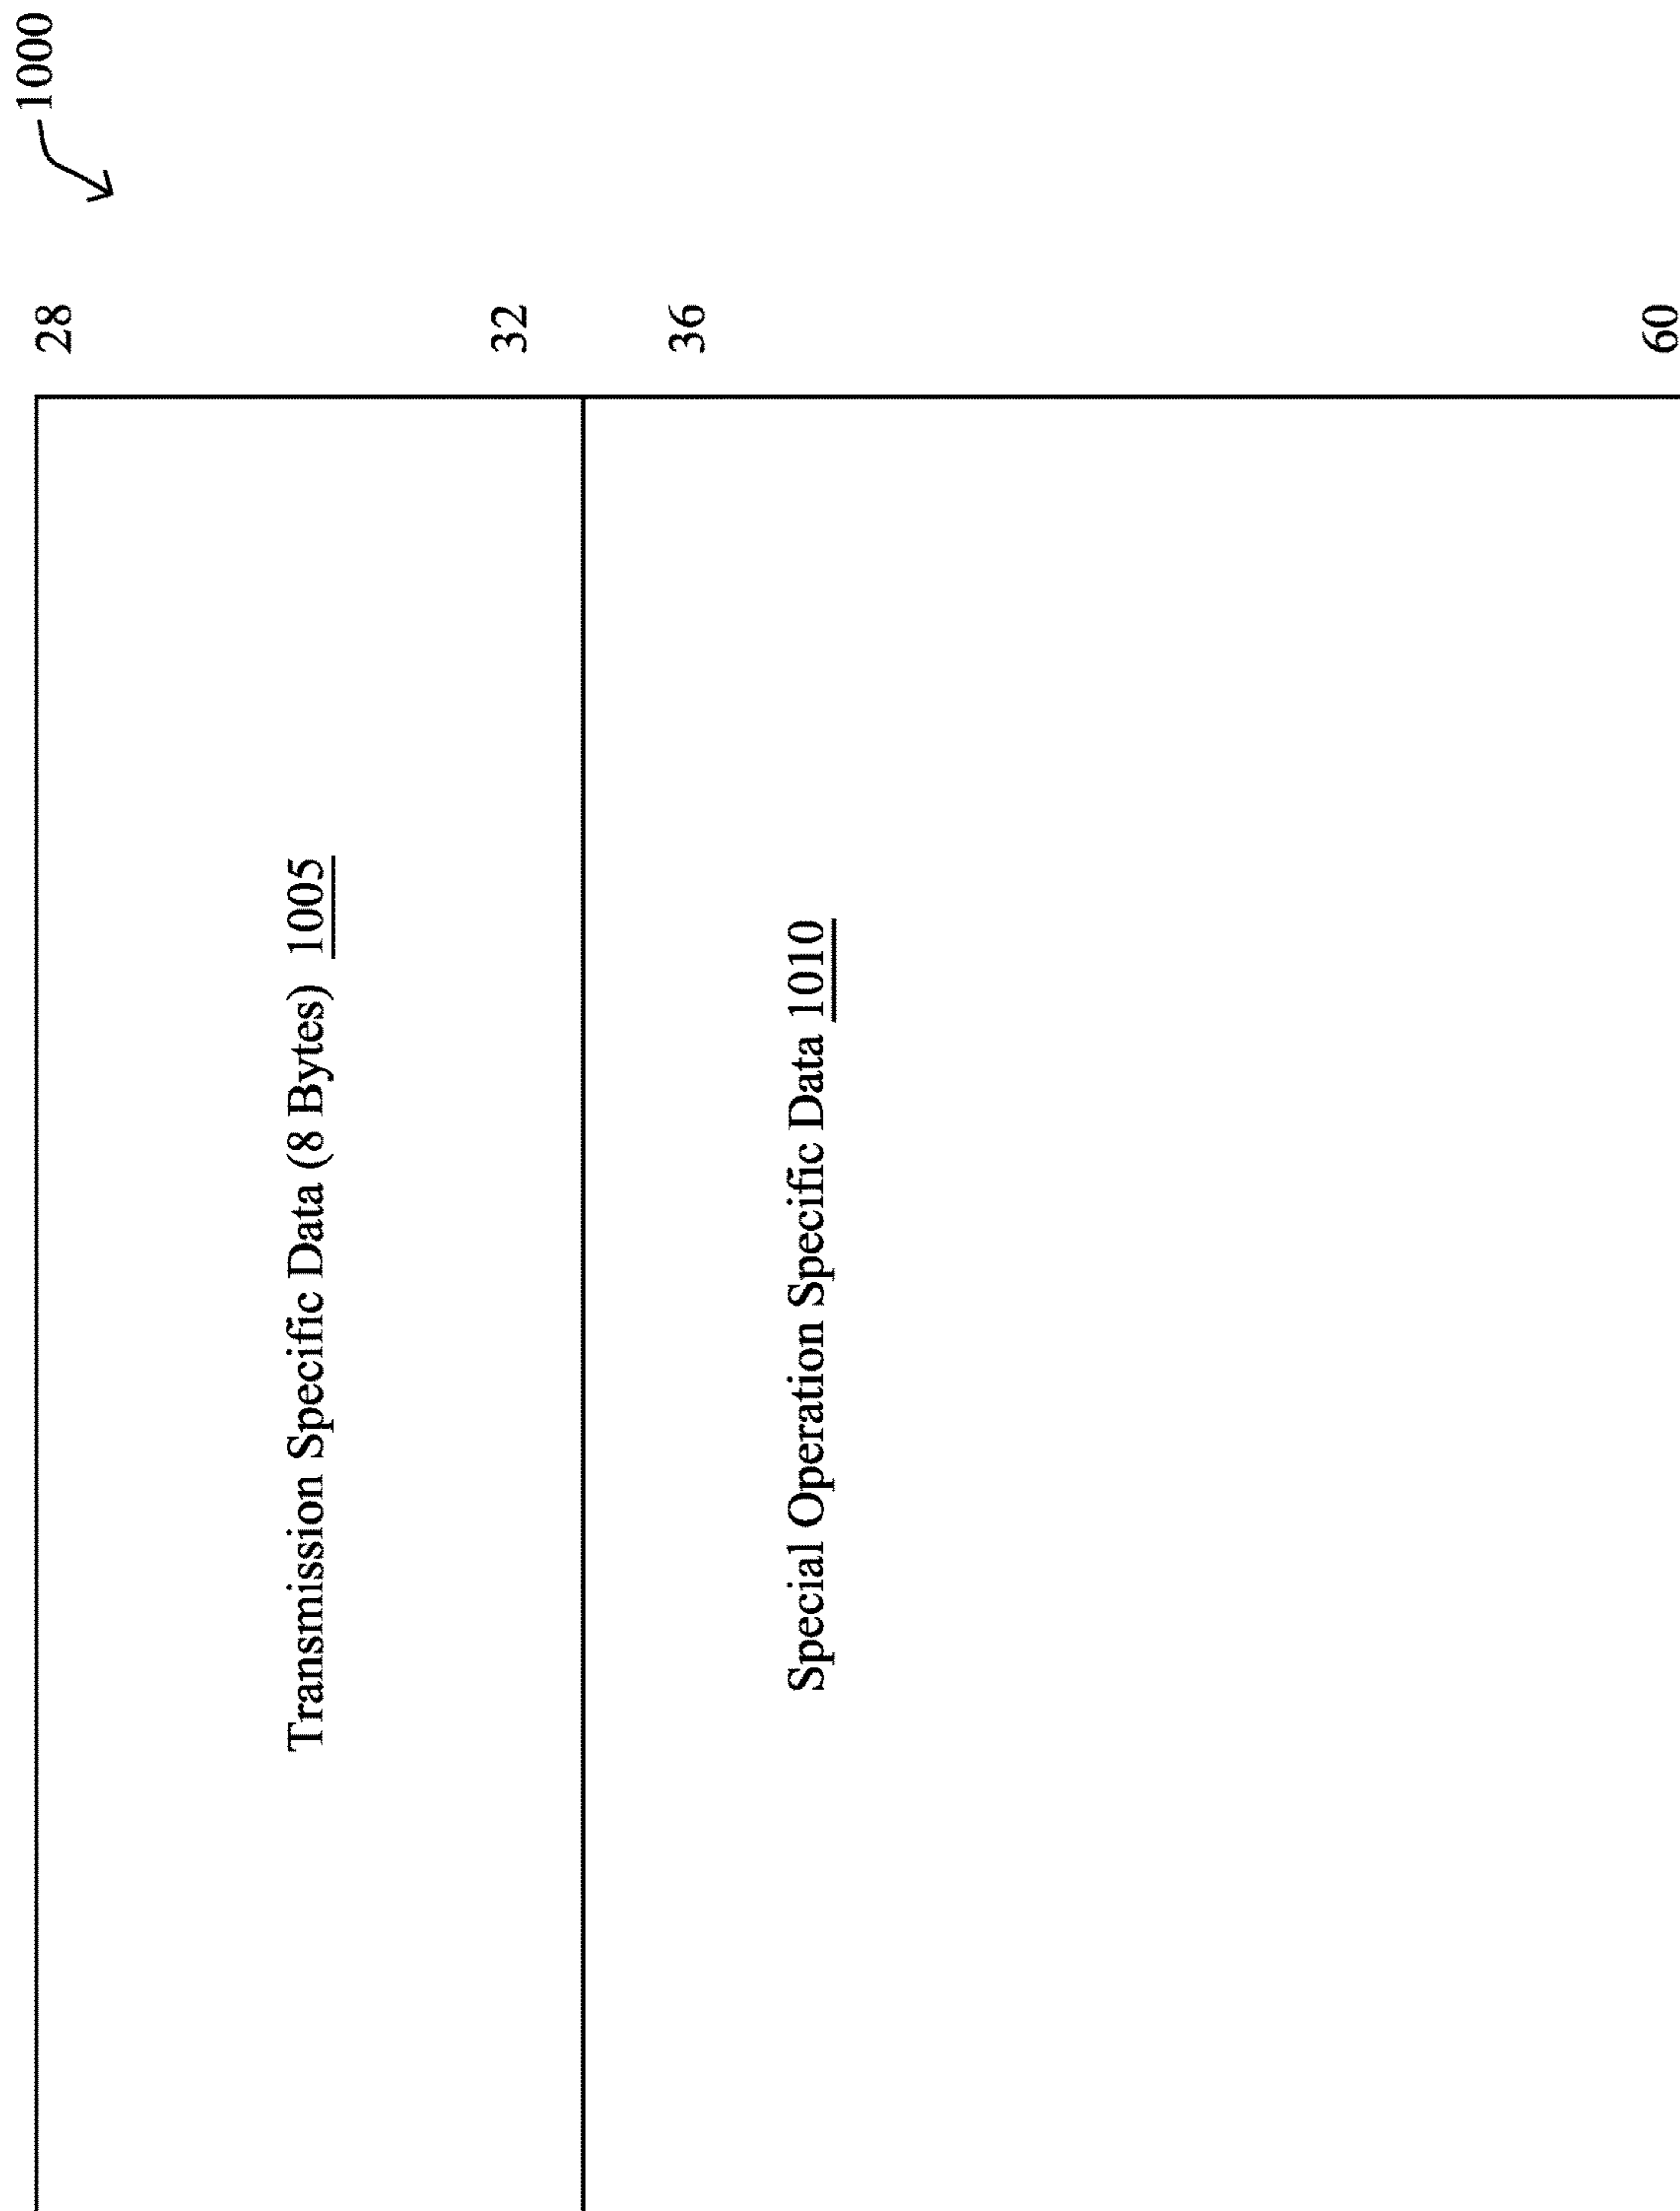 1000
28
Transmission Specific Data (8 Bytes) 1005
32
36
Special Operation Specific Data 1010
60